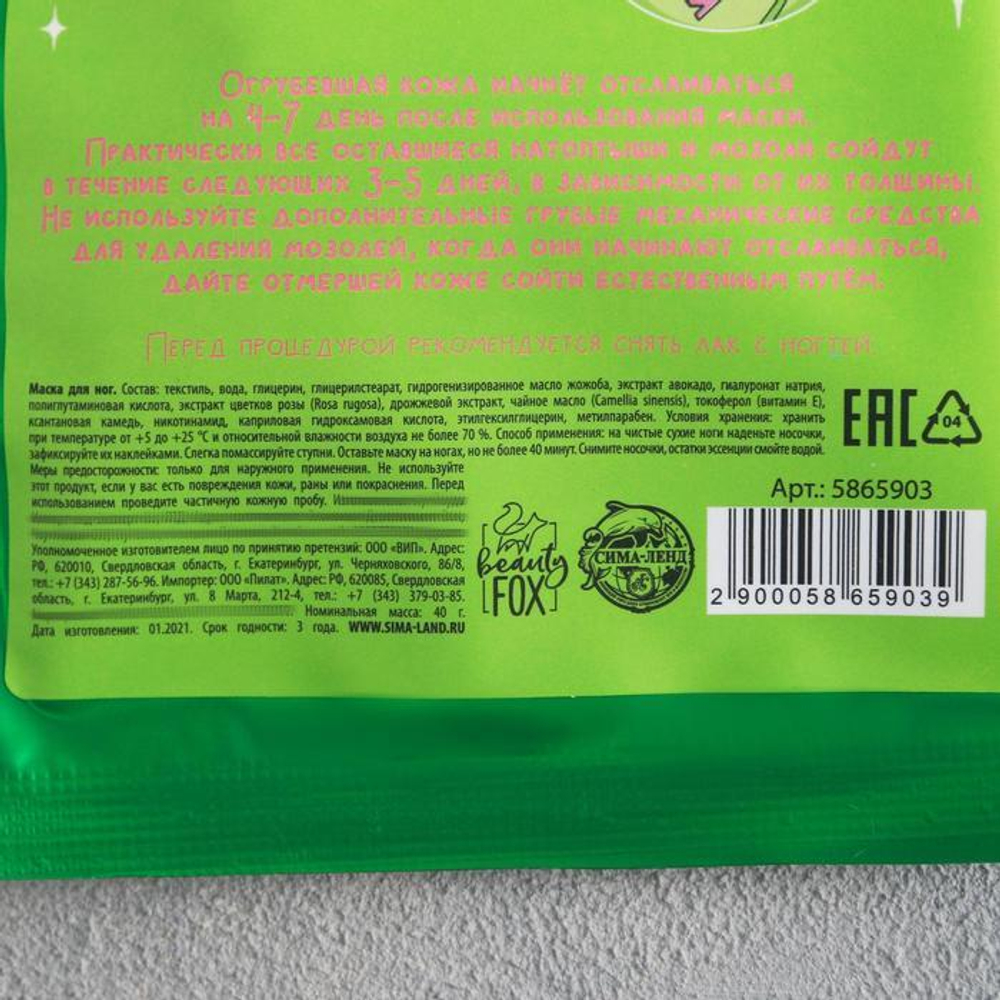 Огрубевшая кожа начнёт отслаиваться
на 4-7 день после использования маски.
Практически все оставшиеся натоптыши и мозоли сойдут
в течение следующих 3-5 дней, в зависимости от их толщины.
Не используйте дополнительные грубые механические средства
для удаления мозолей, когда они начинают отслаиваться,
дайте отмершей коже сойти естественным путём.
Перед процедурой рекомендуется снять лак с ногтей.
Маска для ног. Состав: текстиль, вода, глицерин, глицерилстеарат, гидрогенизированное масло жожоба, экстракт авокадо, гиалуронат натрия,
полиглутаминовая кислота, экстракт цветков розы (Rosa rugosa), дрожжевой экстракт, чайное масло (Camellia sinensis), токоферол (витамин Е),
ксантановая камедь, никотинамид, каприловая гидроксамовая кислота, этилгексилглицерин, метилпарабен. Условия хранения: хранить
при температуре от +5 до +25 °С и относительной влажности воздуха не более 70 %. Способ применения: на чистые сухие ноги наденьте носочки,
зафиксируйте их наклейками. Слегка помассируйте ступни. Оставьте маску на ногах, но не более 40 минут. Снимите носочки, остатки эссенции смойте водой.
Меры предосторожности: только для наружного применения. Не используйте
этот продукт, если у вас есть повреждения кожи, раны или покраснения. Перед
использованием проведите частичную кожную пробу.
Уполномоченное изготовителем лицо по принятию претензий: ООО «ВИП». Адрес:
РФ, 620010, Свердловская область, г. Екатеринбург, ул. Черняховского, 86/8,
тел.: +7 (343) 287-56-96. Импортер: ООО «Пилат». Адрес: РФ, 620085, Свердловская
область, г. Екатеринбург, ул. 8 Марта, 212-4, тел.: +7 (343) 379-03-85.
Номинальная масса: 40 г.
Дата изготовления: 01.2021. Срок годности: 3 года. WWW.SIMA-LAND.RU
beauty
FOX
СИМА-ЛЕНД
EAC
04
Арт.: 5865903
2 900058 659039